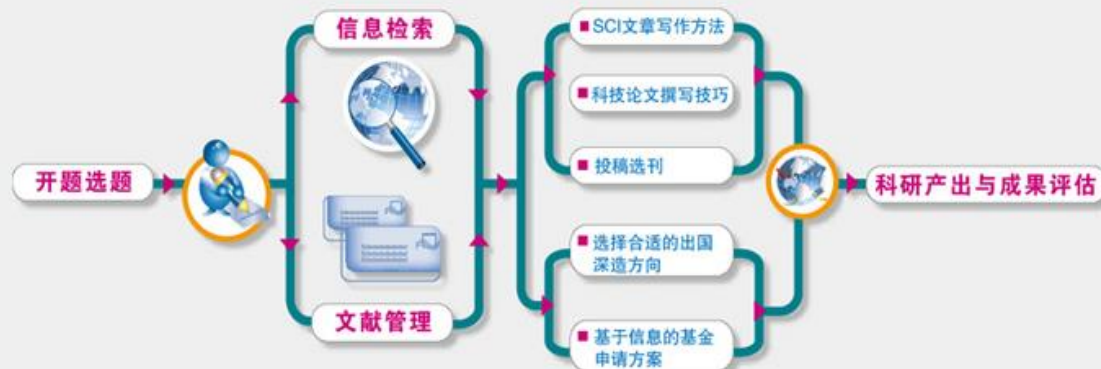 开题选题
信息检索
文献管理
SCI文章写作方法
科技论文撰写技巧
投稿选刊
选择合适的出国
深造方向
基于信息的基金
申请方案
科研产出与成果评估